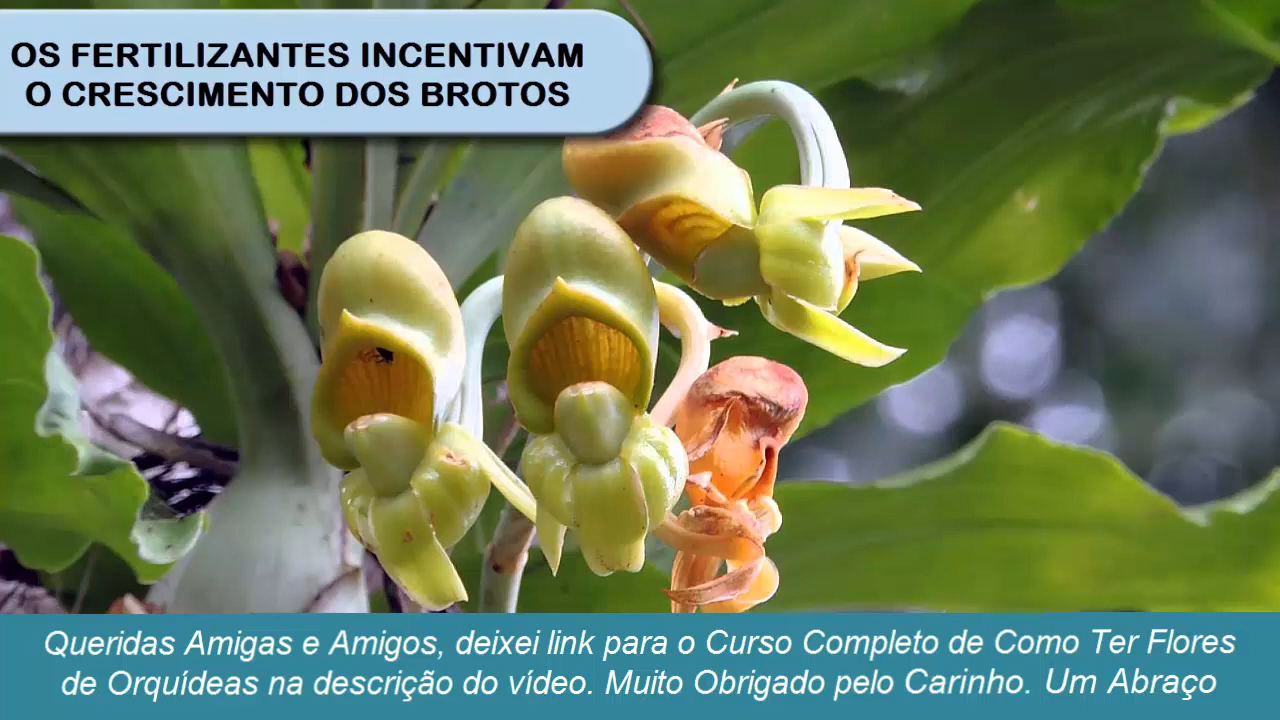 OS FERTILIZANTES INCENTIVAM
O CRESCIMENTO DOS BROTOS
Queridas Amigas e Amigos, deixei link para o Curso Completo de Como Ter Flores
de Orquídeas na descrição do vídeo. Muito Obrigado pelo Carinho. Um Abraço